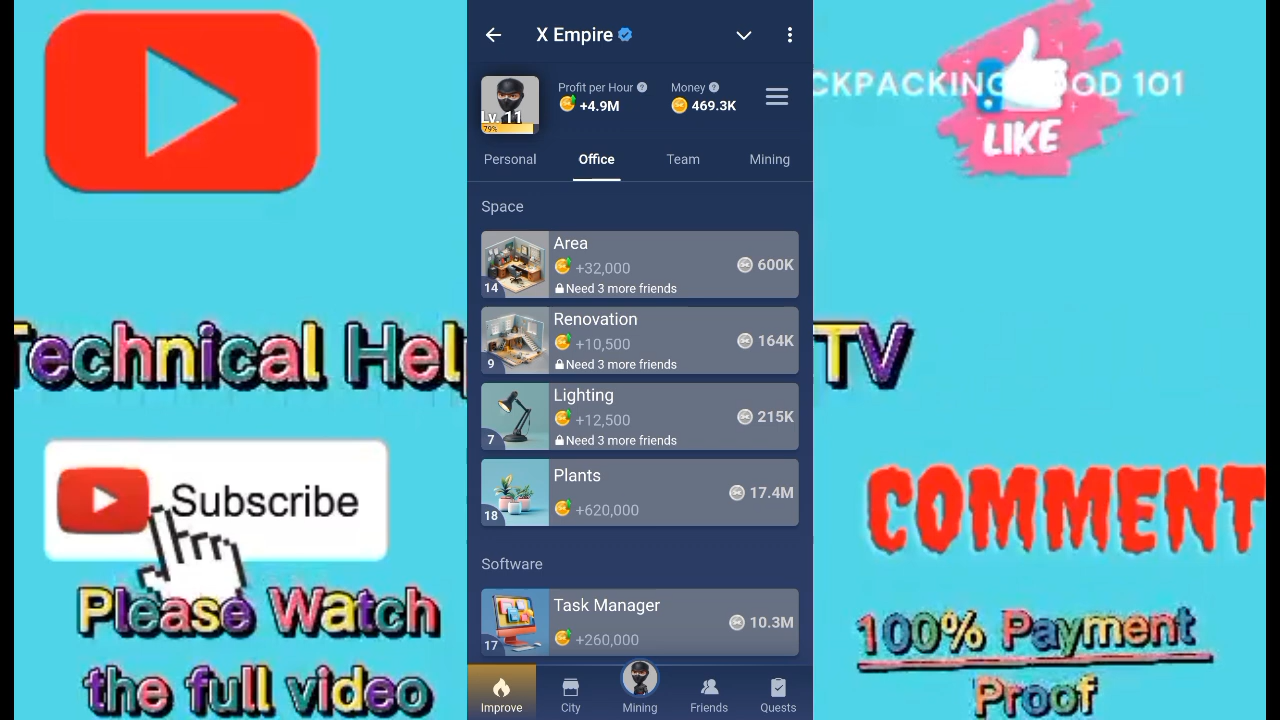 X Empire
Profit per Hour
+4.9M
Money
469.3K
Lv. 11
79%
Personal
Office
Team
Mining
Space
Area
+32,000
600K
14
Need 3 more friends
Renovation
+10,500
164K
9
Need 3 more friends
Lighting
+12,500
215K
7
Need 3 more friends
Plants
17.4M
18
+620,000
Software
Task Manager
10.3M
17
+260,000
Improve
City
Mining
Friends
Quests
Technical Hel
TV
Subscribe
Please Watch
the full video
CKPACKING
OD 101
LIKE
COMMENT
100% Payment
Proof